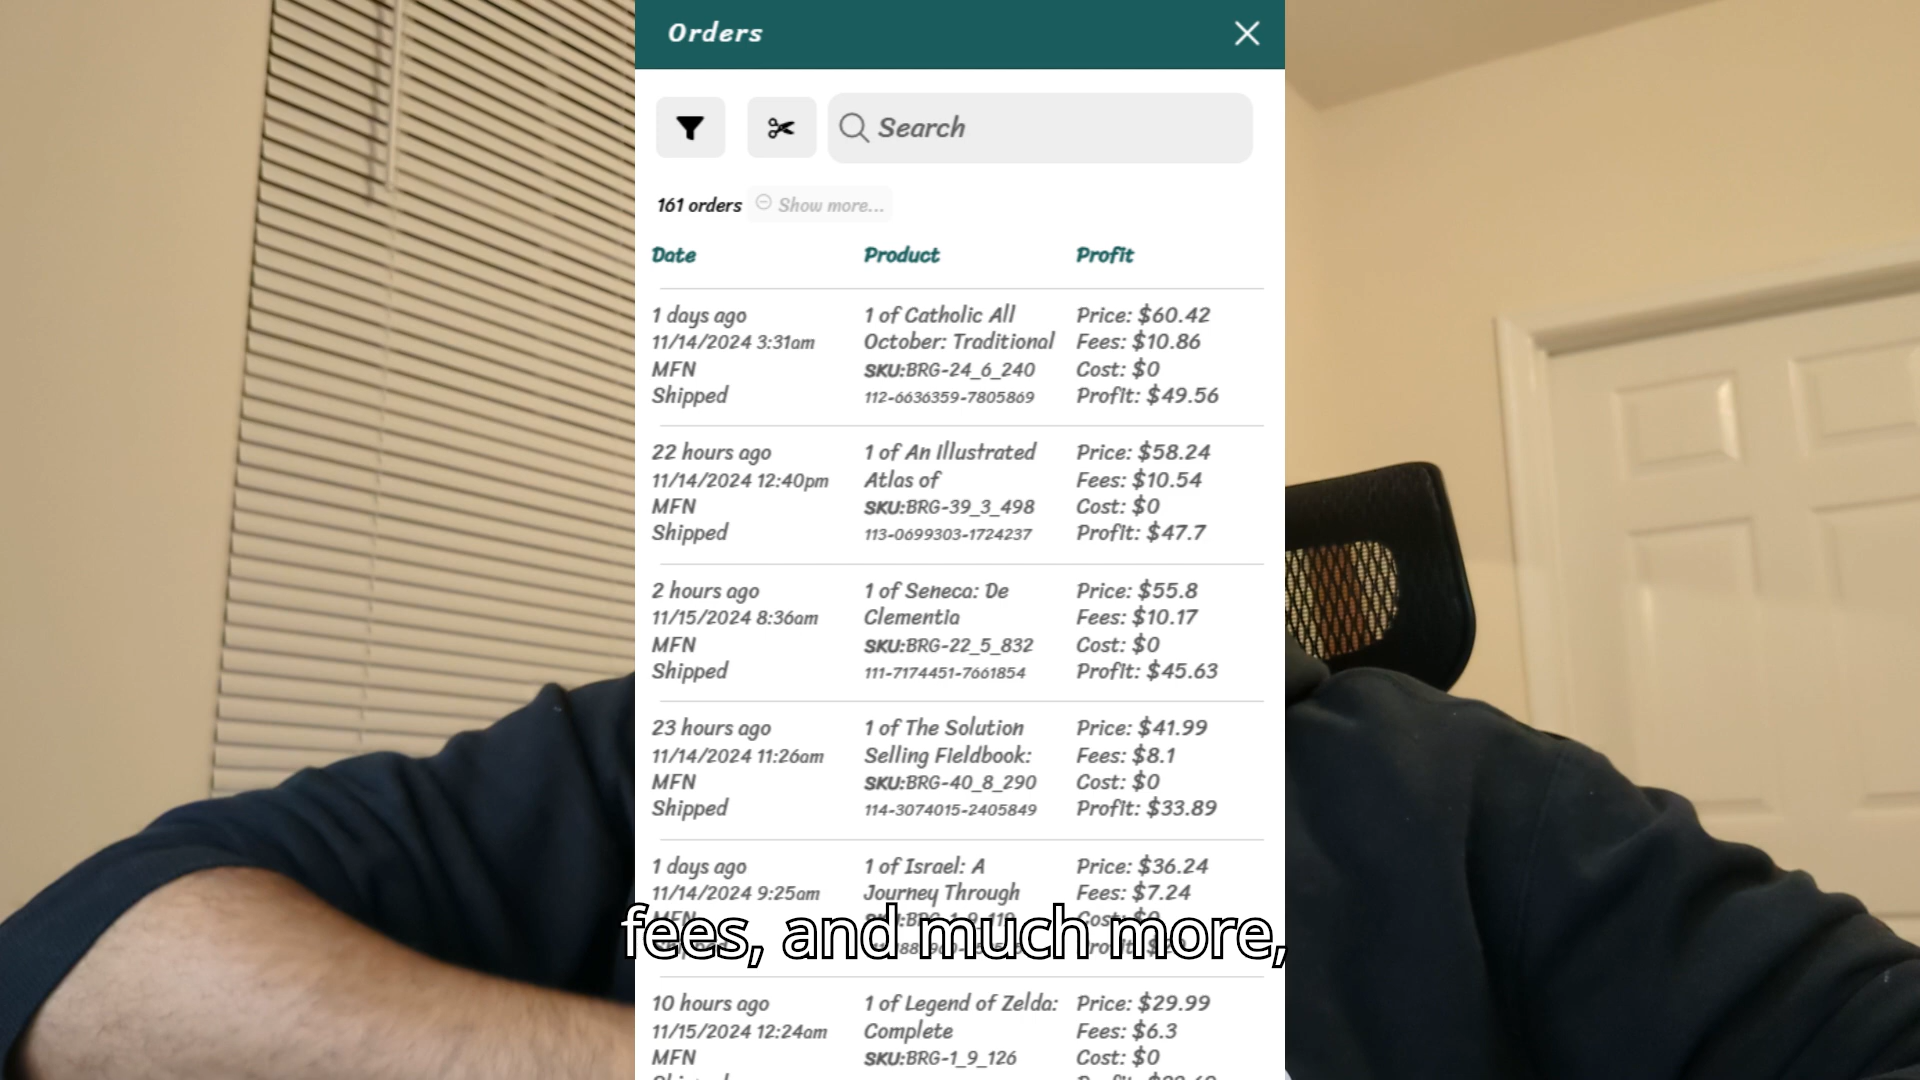 Orders
Search
161 orders
Show more...
Date Product Profit
1 days ago 1 of Catholic All Price: $60.42
11/14/2024 3:31am October: Traditional Fees: $10.86
MFN SKU:BRG-24_6_240 Cost: $0
Shipped 112-6636359-7805869 Profit: $49.56
22 hours ago 1 of An Illustrated Price: $58.24
11/14/2024 12:40pm Atlas of Fees: $10.54
MFN SKU:BRG-39_3_498 Cost: $0
Shipped 113-0699303-1724237 Profit: $47.7
2 hours ago 1 of Seneca: De Price: $55.8
11/15/2024 8:36am Clementia Fees: $10.17
MFN SKU:BRG-22_5_832 Cost: $0
Shipped 111-7174451-7661854 Profit: $45.63
23 hours ago 1 of The Solution Price: $41.99
11/14/2024 11:26am Selling Fieldbook: Fees: $8.1
MFN SKU:BRG-40_8_290 Cost: $0
Shipped 114-3074015-2405849 Profit: $33.89
1 days ago 1 of Israel: A Price: $36.24
11/14/2024 9:25am Journey Through Fees: $7.24
MFN SKU:BRG-1_9_119 Cost: $0
fees, and much more,
10 hours ago 1 of Legend of Zelda: Price: $29.99
11/15/2024 12:24am Complete Fees: $6.3
MFN SKU:BRG-1_9_126 Cost: $0